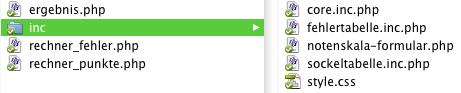 ergebnis.php
inc
rechner_fehler.php
rechner_punkte.php
core.inc.php
fehlertabelle.inc.php
notenskala-formular.php
sockeltabelle.inc.php
style.css